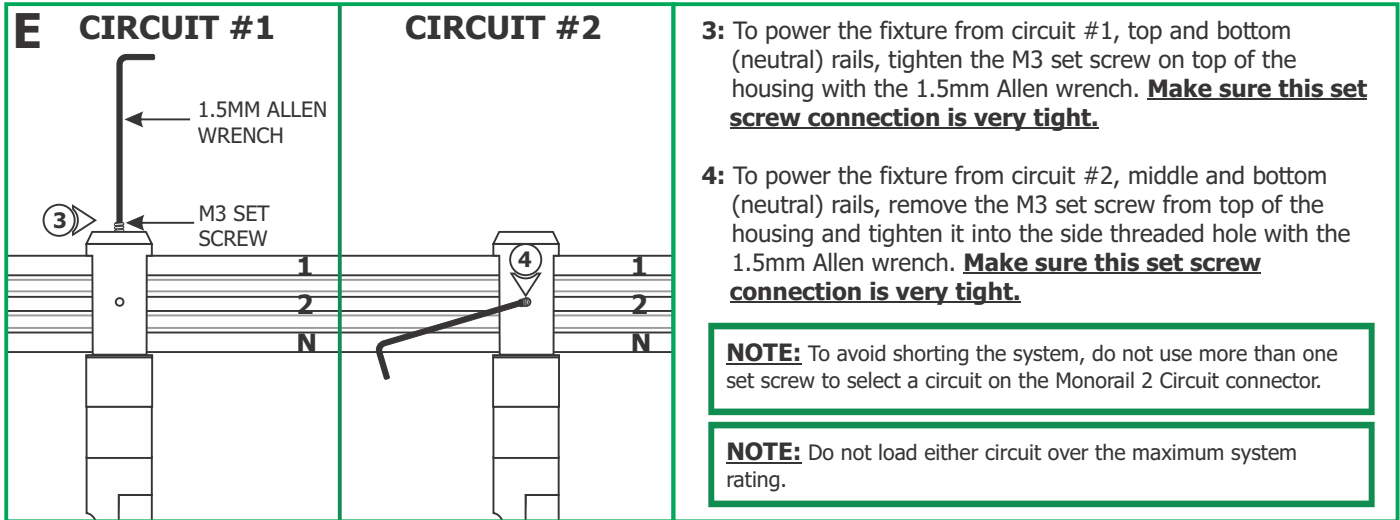 E
CIRCUIT #1
1.5MM ALLEN
WRENCH
3
M3 SET
SCREW
1
2
N
CIRCUIT #2
4
1
2
N
3: To power the fixture from circuit #1, top and bottom
(neutral) rails, tighten the M3 set screw on top of the
housing with the 1.5mm Allen wrench. Make sure this set
screw connection is very tight.
4: To power the fixture from circuit #2, middle and bottom
(neutral) rails, remove the M3 set screw from top of the
housing and tighten it into the side threaded hole with the
1.5mm Allen wrench. Make sure this set screw
connection is very tight.
NOTE: To avoid shorting the system, do not use more than one
set screw to select a circuit on the Monorail 2 Circuit connector.
NOTE: Do not load either circuit over the maximum system
rating.